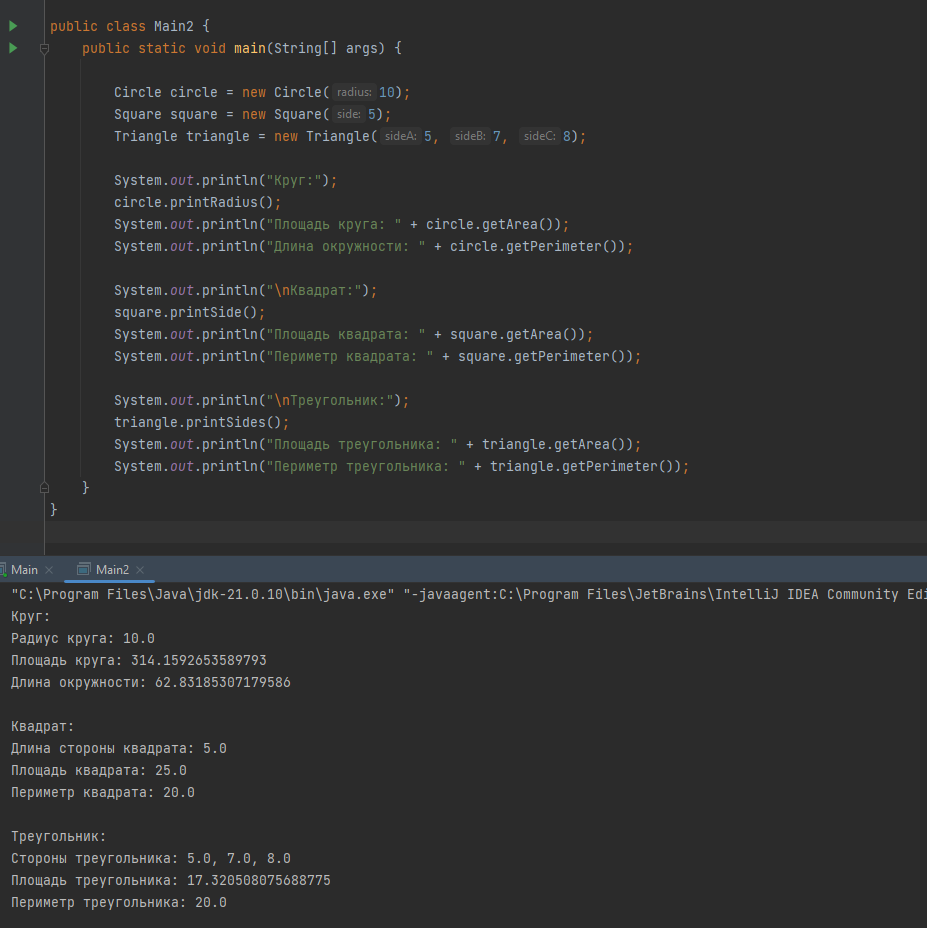 public class Main2 {
public static void main(String[] args) {
Circle circle = new Circle( radius: 10);
Square square = new Square( side: 5);
Triangle triangle = new Triangle( sideA: 5, sideB: 7, sideC: 8);
System.out.println("Круг:");
circle.printRadius();
System.out.println("Площадь круга: " + circle.getArea());
System.out.println("Длина окружности: " + circle.getPerimeter());
System.out.println("\nКвадрат:");
square.printSide();
System.out.println("Площадь квадрата: " + square.getArea());
System.out.println("Периметр квадрата: " + square.getPerimeter());
System.out.println("\nТреугольник:");
triangle.printSides();
System.out.println("Площадь треугольника: " + triangle.getArea());
System.out.println("Периметр треугольника: " + triangle.getPerimeter());
}
}
Main Main2
"C:\Program Files\Java\jdk-21.0.10\bin\java.exe" "-javaagent:C:\Program Files\JetBrains\IntelliJ IDEA Community Edi
Круг:
Радиус круга: 10.0
Площадь круга: 314.1592653589793
Длина окружности: 62.83185307179586
Квадрат:
Длина стороны квадрата: 5.0
Площадь квадрата: 25.0
Периметр квадрата: 20.0
Треугольник:
Стороны треугольника: 5.0, 7.0, 8.0
Площадь треугольника: 17.320508075688775
Периметр треугольника: 20.0